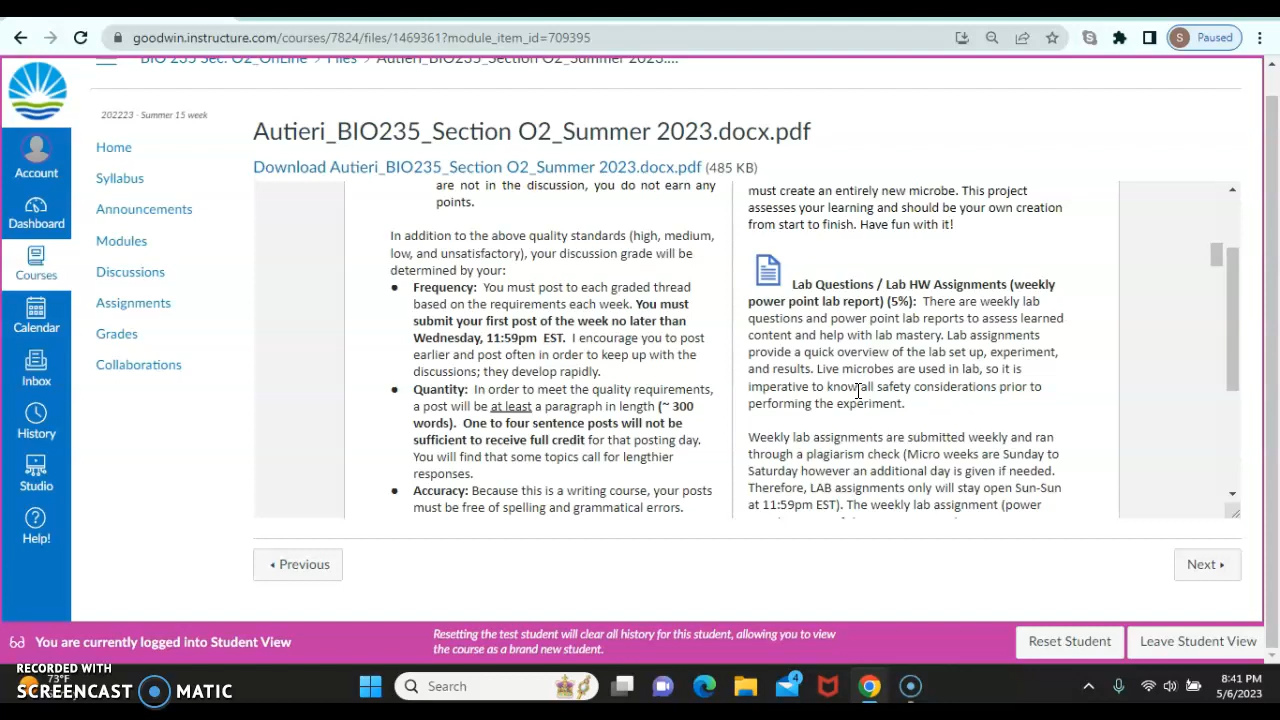 goodwin.instructure.com/courses/7824/files/1469361?module_item_id=709395
S Paused
BIO 235 Sec. O2_OnLine > Files > Autieri_BIO235_Section O2_Summer 2023....
202223 - Summer 15 week
Home
Syllabus
Announcements
Modules
Discussions
Assignments
Grades
Collaborations
Account
Dashboard
Courses
Calendar
Inbox
History
Studio
Help!
Autieri_BIO235_Section O2_Summer 2023.docx.pdf
Download Autieri_BIO235_Section O2_Summer 2023.docx.pdf (485 KB)
are not in the discussion, you do not earn any
points.
In addition to the above quality standards (high, medium,
low, and unsatisfactory), your discussion grade will be
determined by your:
● Frequency: You must post to each graded thread
based on the requirements each week. You must
submit your first post of the week no later than
Wednesday, 11:59pm EST. I encourage you to post
earlier and post often in order to keep up with the
discussions; they develop rapidly.
● Quantity: In order to meet the quality requirements,
a post will be at least a paragraph in length (~ 300
words). One to four sentence posts will not be
sufficient to receive full credit for that posting day.
You will find that some topics call for lengthier
responses.
● Accuracy: Because this is a writing course, your posts
must be free of spelling and grammatical errors.
must create an entirely new microbe. This project
assesses your learning and should be your own creation
from start to finish. Have fun with it!
Lab Questions / Lab HW Assignments (weekly
power point lab report) (5%): There are weekly lab
questions and power point lab reports to assess learned
content and help with lab mastery. Lab assignments
provide a quick overview of the lab set up, experiment,
and results. Live microbes are used in lab, so it is
imperative to know all safety considerations prior to
performing the experiment.
Weekly lab assignments are submitted weekly and ran
through a plagiarism check (Micro weeks are Sunday to
Saturday however an additional day is given if needed.
Therefore, LAB assignments only will stay open Sun-Sun
at 11:59pm EST). The weekly lab assignment (power
Previous
Next
You are currently logged into Student View
Resetting the test student will clear all history for this student, allowing you to view
the course as a brand new student.
Reset Student
Leave Student View
RECORDED WITH
SCREENCAST MATIC
73°F
Search
4
8:41 PM
5/6/2023